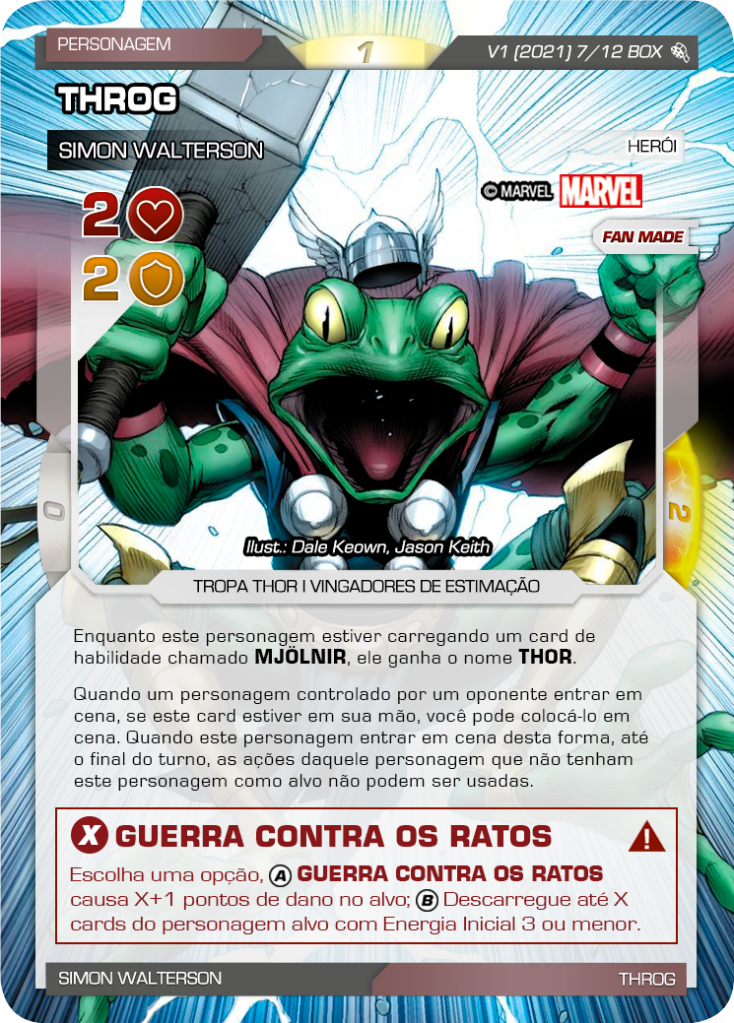 PERSONAGEM
1
V1 (2021) 7/12 BOX
THROG
SIMON WALTERSON
HERÓI
2
© MARVEL MARVEL
FAN MADE
2
0
2
Ilust.: Dale Keown, Jason Keith
TROPA THOR | VINGADORES DE ESTIMAÇÃO
Enquanto este personagem estiver carregando um card de
habilidade chamado MJÖLNIR, ele ganha o nome THOR.
Quando um personagem controlado por um oponente entrar em
cena, se este card estiver em sua mão, você pode colocá-lo em
cena. Quando este personagem entrar em cena desta forma, até
o final do turno, as ações daquele personagem que não tenham
este personagem como alvo não podem ser usadas.
X GUERRA CONTRA OS RATOS
Escolha uma opção, A GUERRA CONTRA OS RATOS
causa X+1 pontos de dano no alvo; B Descarregue até X
cards do personagem alvo com Energia Inicial 3 ou menor.
SIMON WALTERSON
THROG